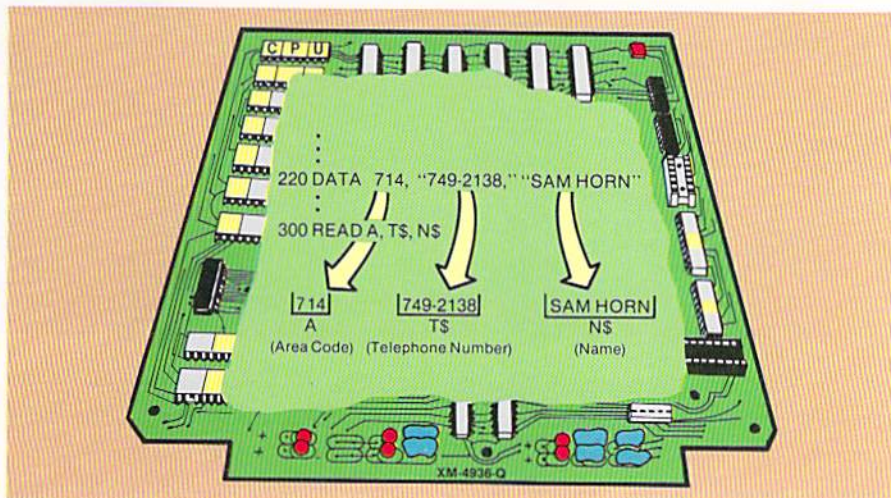 C P U
220 DATA 714, "749-2138," "SAM HORN"
300 READ A, T$, N$
714 749-2138 SAM HORN
A T$ N$
(Area Code) (Telephone Number) (Name)
XM-4936-Q